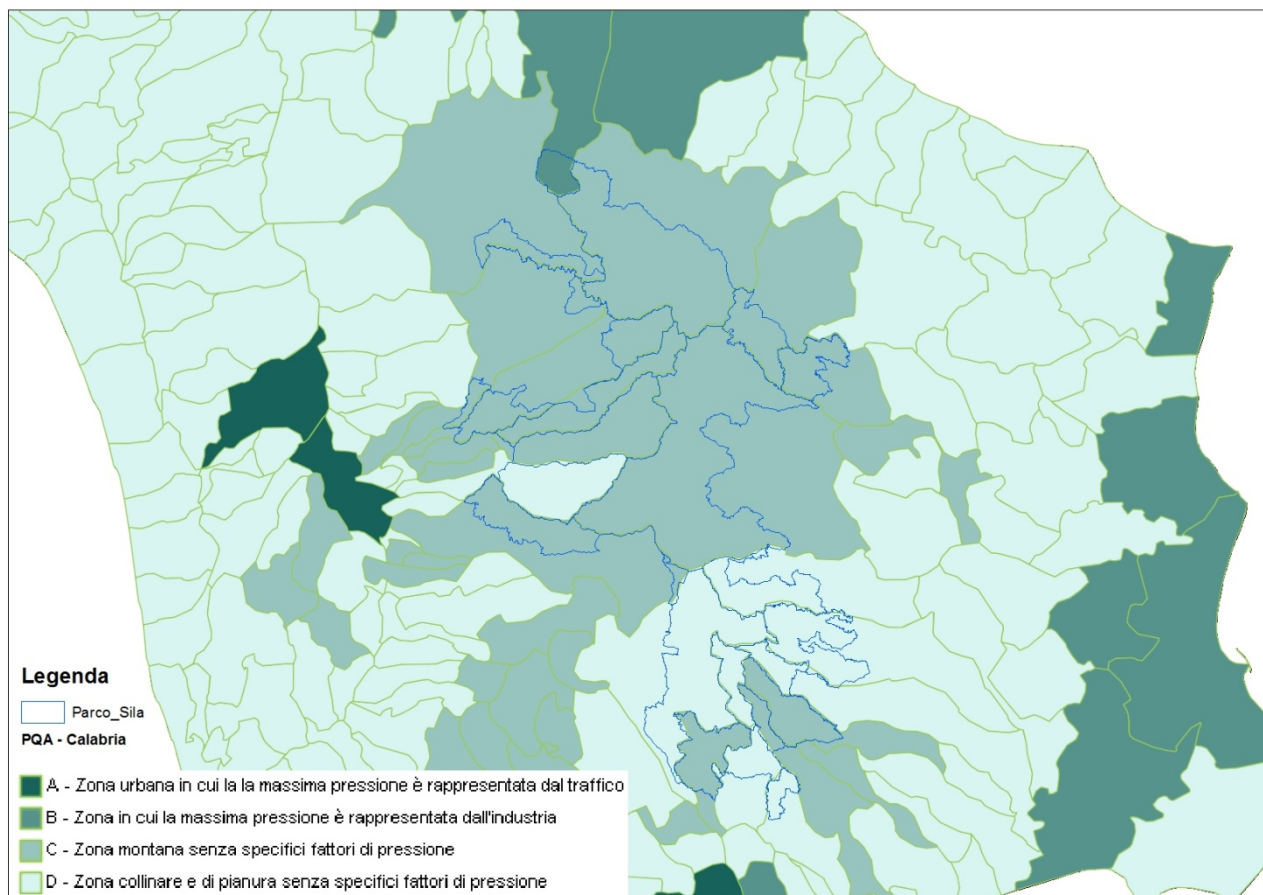 Legenda
Parco_Sila
PQA - Calabria
A - Zona urbana in cui la la massima pressione è rappresentata dal traffico
B - Zona in cui la massima pressione è rappresentata dall'industria
C - Zona montana senza specifici fattori di pressione
D - Zona collinare e di pianura senza specifici fattori di pressione